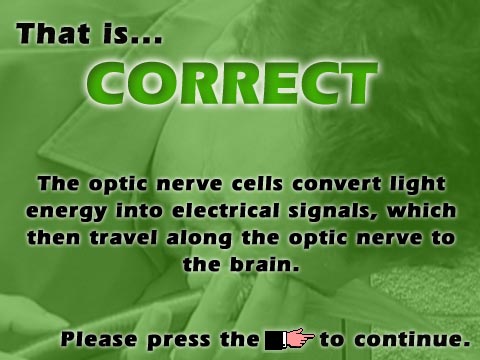 That is...
CORRECT
The optic nerve cells convert light
energy into electrical signals, which
then travel along the optic nerve to
the brain.
Please press the to continue.